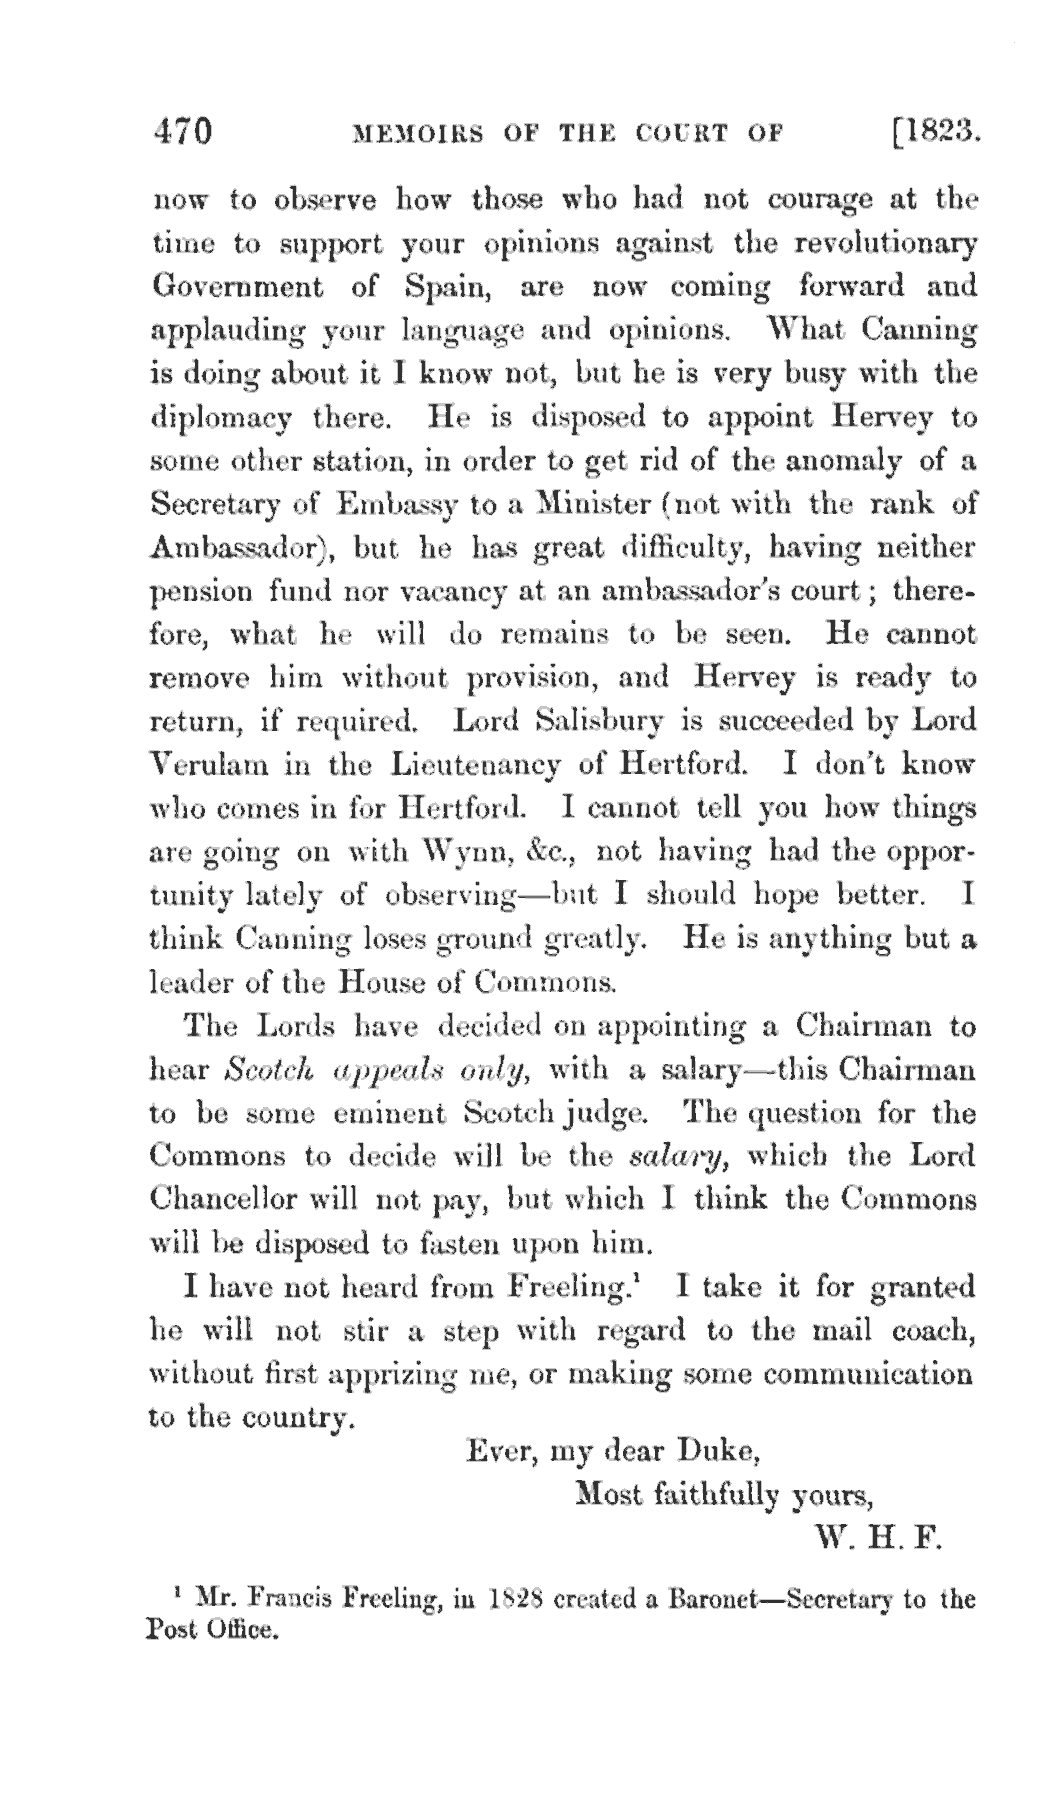 470 MEMOIRS OF THE COURT OF [1823.
now to observe how those who had not courage at the
time to support your opinions against the revolutionary
Government of Spain, are now coming forward and
applauding your language and opinions. What Canning
is doing about it I know not, but he is very busy with the
diplomacy there. He is disposed to appoint Hervey to
some other station, in order to get rid of the anomaly of a
Secretary of Embassy to a Minister (not with the rank of
Ambassador), but he has great difficulty, having neither
pension fund nor vacancy at an ambassador's court; there-
fore, what he will do remains to be seen. He cannot
remove him without provision, and Hervey is ready to
return, if required. Lord Salisbury is succeeded by Lord
Verulam in the Lieutenancy of Hertford. I don't know
who comes in for Hertford. I cannot tell you how things
are going on with Wynn, &c., not having had the oppor-
tunity lately of observing—but I should hope better. I
think Canning loses ground greatly. He is anything but a
leader of the House of Commons.
The Lords have decided on appointing a Chairman to
hear Scotch appeals only, with a salary—this Chairman
to be some eminent Scotch judge. The question for the
Commons to decide will be the salary, which the Lord
Chancellor will not pay, but which I think the Commons
will be disposed to fasten upon him.
I have not heard from Freeling.¹ I take it for granted
he will not stir a step with regard to the mail coach,
without first apprizing me, or making some communication
to the country.
Ever, my dear Duke,
Most faithfully yours,
W. H. F.
¹ Mr. Francis Freeling, in 1828 created a Baronet—Secretary to the
Post Office.